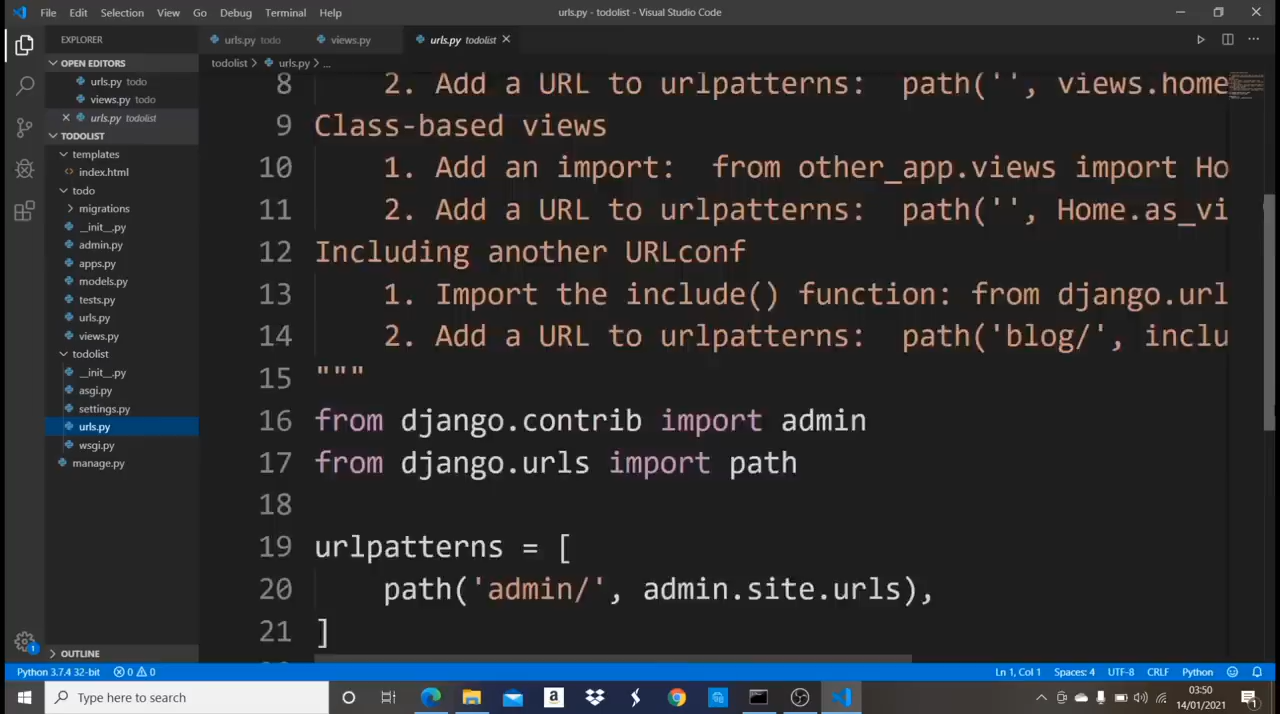 File Edit Selection View Go Debug Terminal Help
urls.py - todolist - Visual Studio Code
EXPLORER
urls.py todo
views.py
urls.py todolist
OPEN EDITORS
todolist > urls.py > ...
urls.py todo
views.py todo
urls.py todolist
TODOLIST
templates
index.html
todo
migrations
__init__.py
admin.py
apps.py
models.py
tests.py
urls.py
views.py
todolist
__init__.py
asgi.py
settings.py
urls.py
wsgi.py
manage.py
OUTLINE
8 2. Add a URL to urlpatterns: path('', views.home
9 Class-based views
10 1. Add an import: from other_app.views import Ho
11 2. Add a URL to urlpatterns: path('', Home.as_vi
12 Including another URLconf
13 1. Import the include() function: from django.url
14 2. Add a URL to urlpatterns: path('blog/', inclu
15 """
16 from django.contrib import admin
17 from django.urls import path
18
19 urlpatterns = [
20 path('admin/', admin.site.urls),
21 ]
1
Python 3.7.4 32-bit 0 0
Ln 1, Col 1 Spaces: 4 UTF-8 CRLF Python
Type here to search
03:50
14/01/2021
1